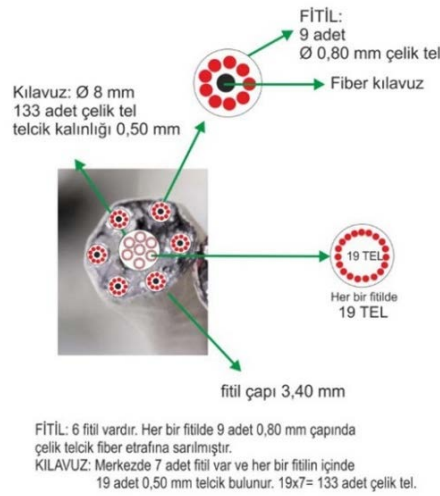 FİTİL:
9 adet
Ø 0,80 mm çelik tel
Fiber kılavuz
Kılavuz: Ø 8 mm
133 adet çelik tel
telcik kalınlığı 0,50 mm
19 TEL
Her bir fitilde
19 TEL
fitil çapı 3,40 mm
FİTİL: 6 fitil vardır. Her bir fitilde 9 adet 0,80 mm çapında
çelik telcik fiber etrafına sarılmıştır.
KILAVUZ: Merkezde 7 adet fitil var ve her bir fitilin içinde
19 adet 0,50 mm telcik bulunur. 19x7= 133 adet çelik tel.